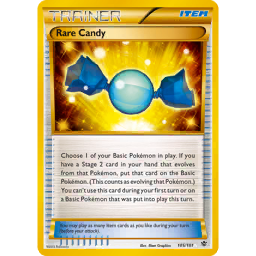 TRAINER
ITEM
Rare Candy
Choose 1 of your Basic Pokémon in play. If you
have a Stage 2 card in your hand that evolves
from that Pokémon, put that card on the Basic
Pokémon. (This counts as evolving that Pokémon.)
You can't use this card during your first turn or on
a Basic Pokémon that was put into play this turn.
You may play as many item cards as you like during your turn
(before your attack).
105/101